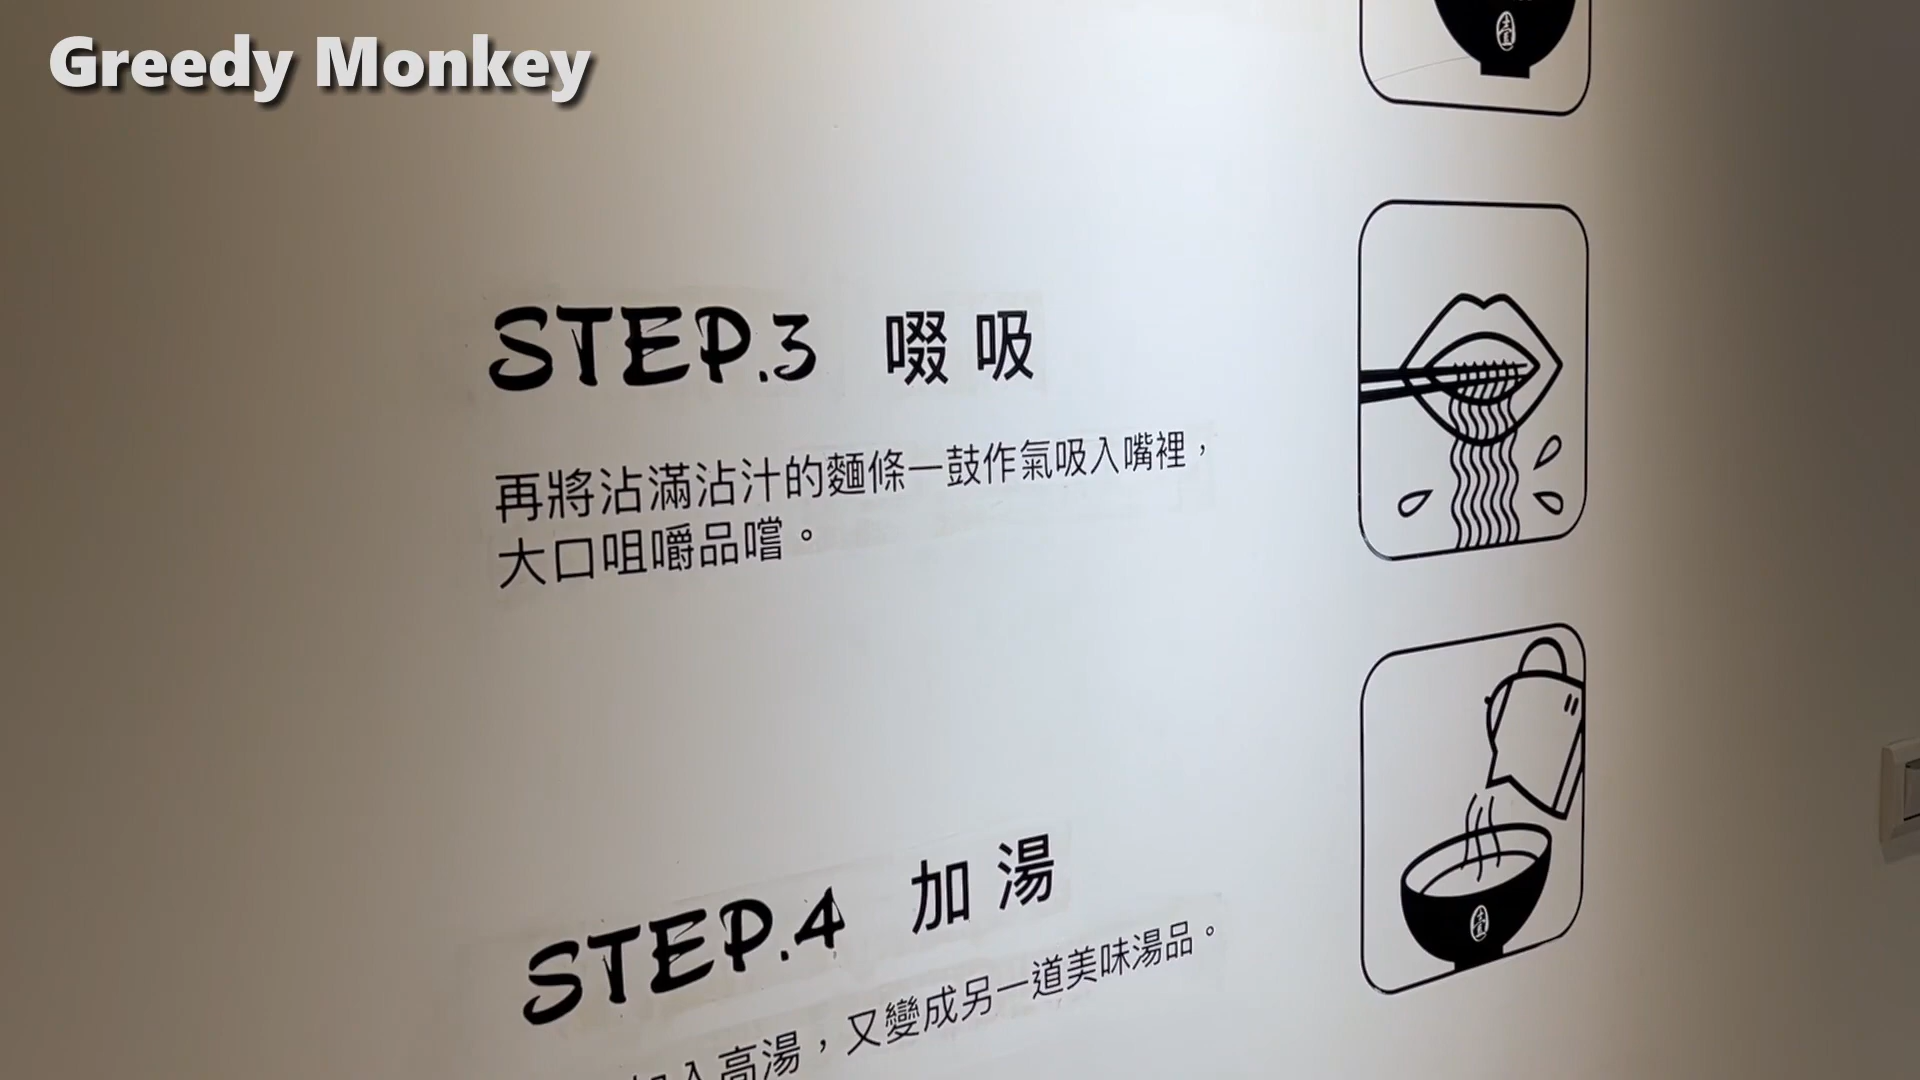 Greedy Monkey
STEP.3 啜吸
再將沾滿沾汁的麵條一鼓作氣吸入嘴裡，
大口咀嚼品嚐。
STEP.4 加湯
加入高湯，又變成另一道美味湯品。